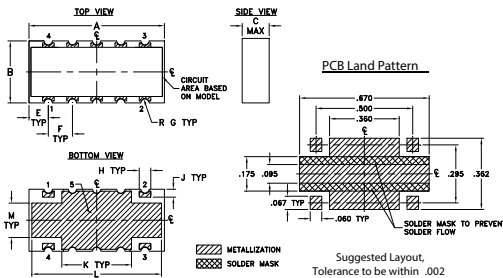 TOP VIEW
A
4
℄
3
B
℄
CIRCUIT
AREA BASED
ON MODEL
1
2
E
TYP
F
TYP
R G TYP
SIDE VIEW
C
MAX
PCB Land Pattern
.670
.500
.360
℄
.175
.095
℄
.295
.362
.067 TYP
.060 TYP
SOLDER MASK TO PREVENT
SOLDER FLOW
BOTTOM VIEW
H TYP
℄
1
5
2
J TYP
M
TYP
℄
4
3
K TYP
L
METALLIZATION
SOLDER MASK
Suggested Layout,
Tolerance to be within .002